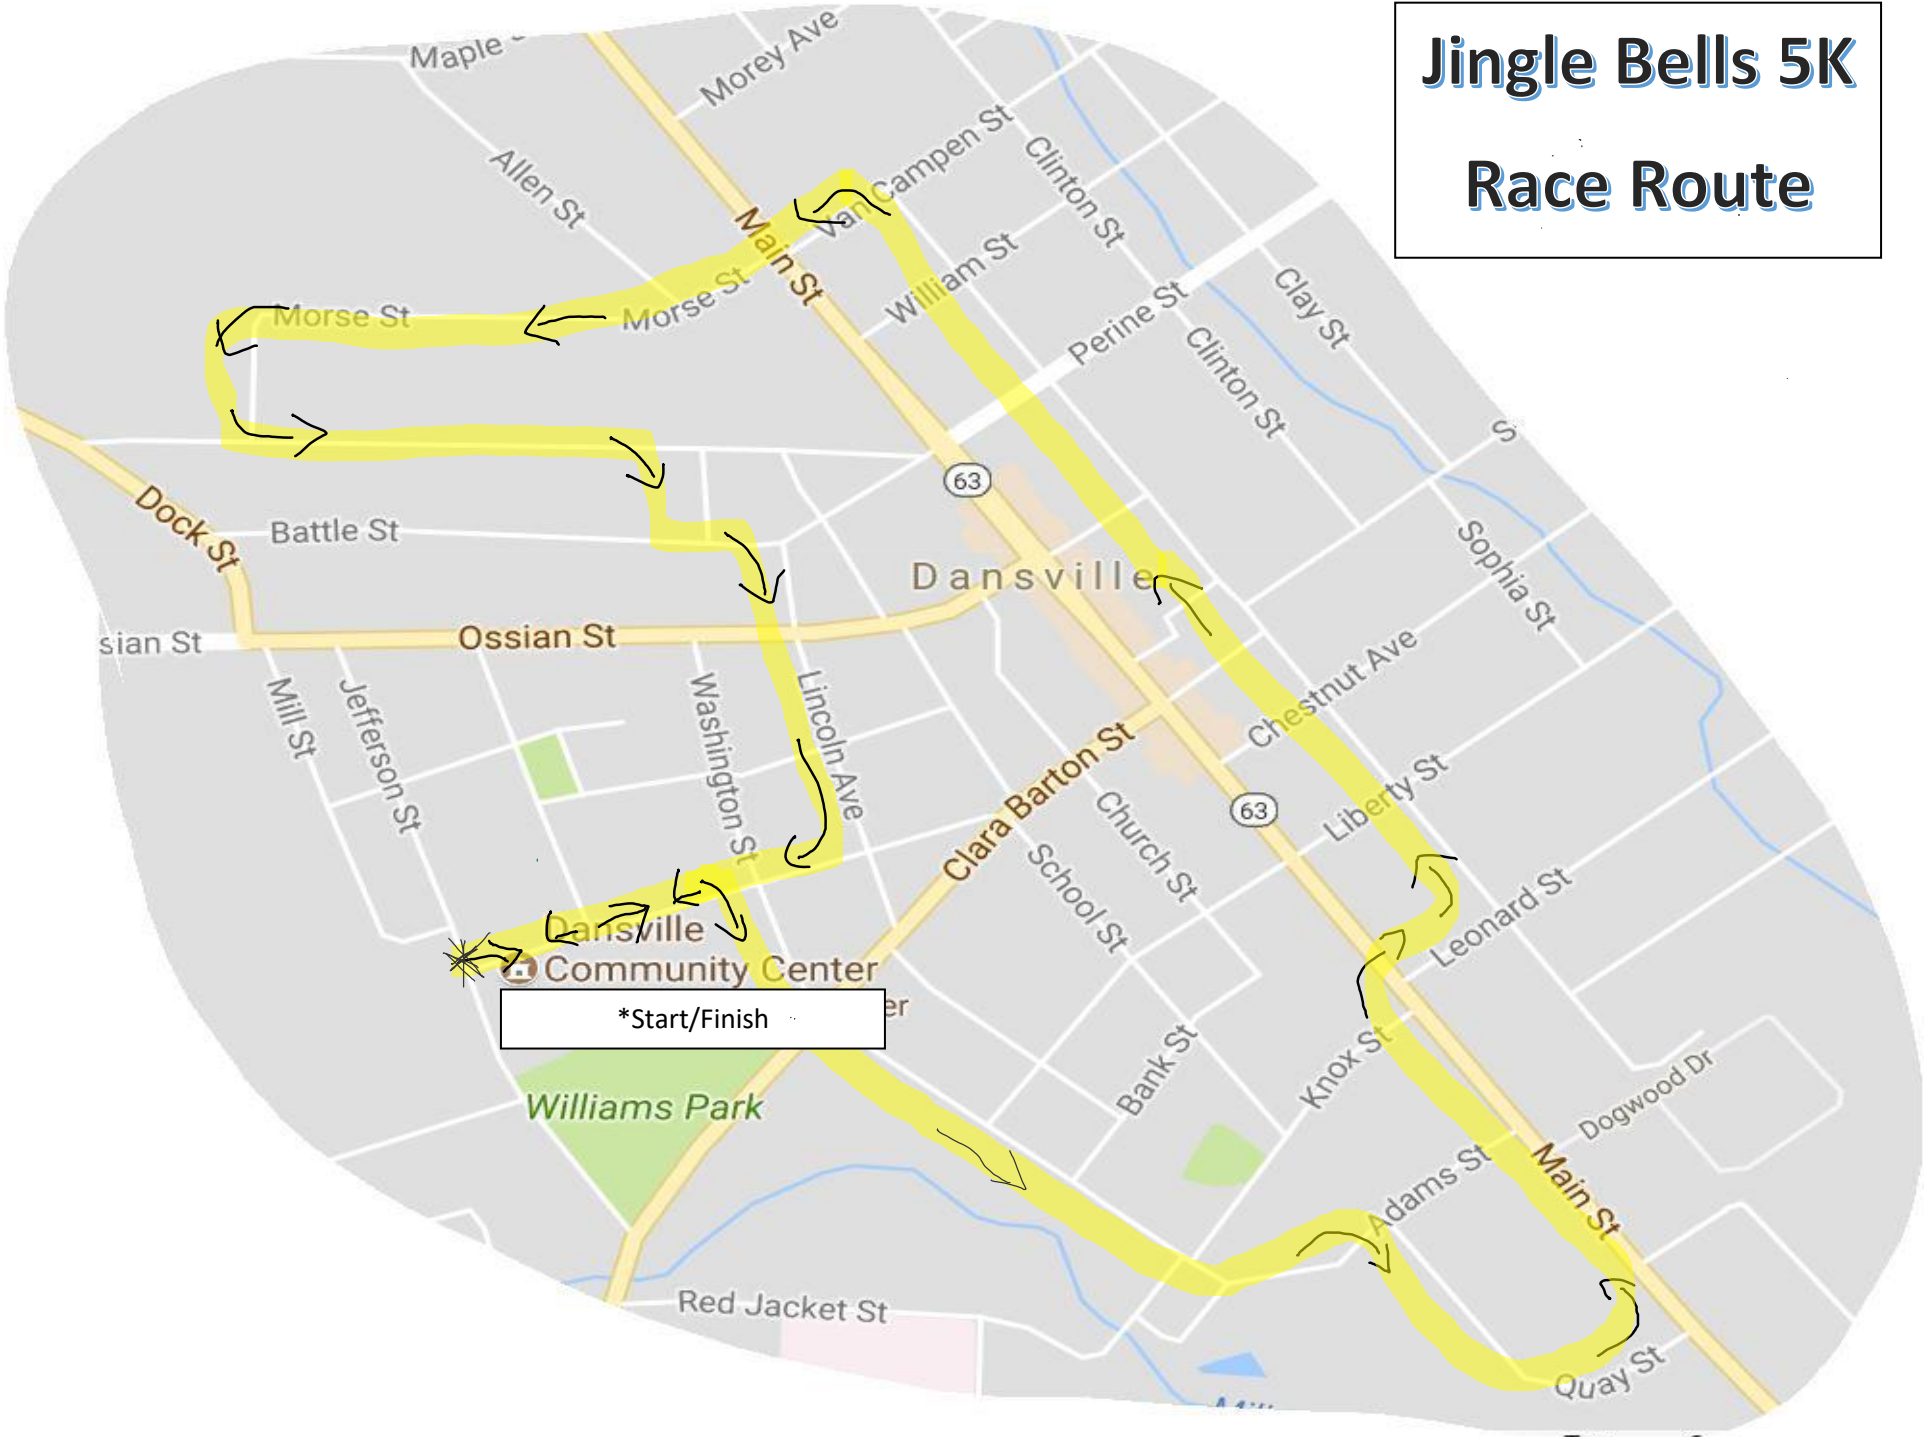 Jingle Bells 5K
Race Route
Maple
Morey Ave
Van Campen St
Clinton St
Allen St
Main St
William St
Clay St
Morse St
Morse St
Perine St
Clinton St
S
63
Dock St
Battle St
Sophia St
Dansville
sian St
Ossian St
Chestnut Ave
Mill St
Jefferson St
Washington St
Lincoln Ave
Clara Barton St
Liberty St
63
Church St
School St
Leonard St
Dansville
Community Center
er
*Start/Finish
Bank St
Knox St
Dogwood Dr
Williams Park
Adams St
Main St
Red Jacket St
Quay St